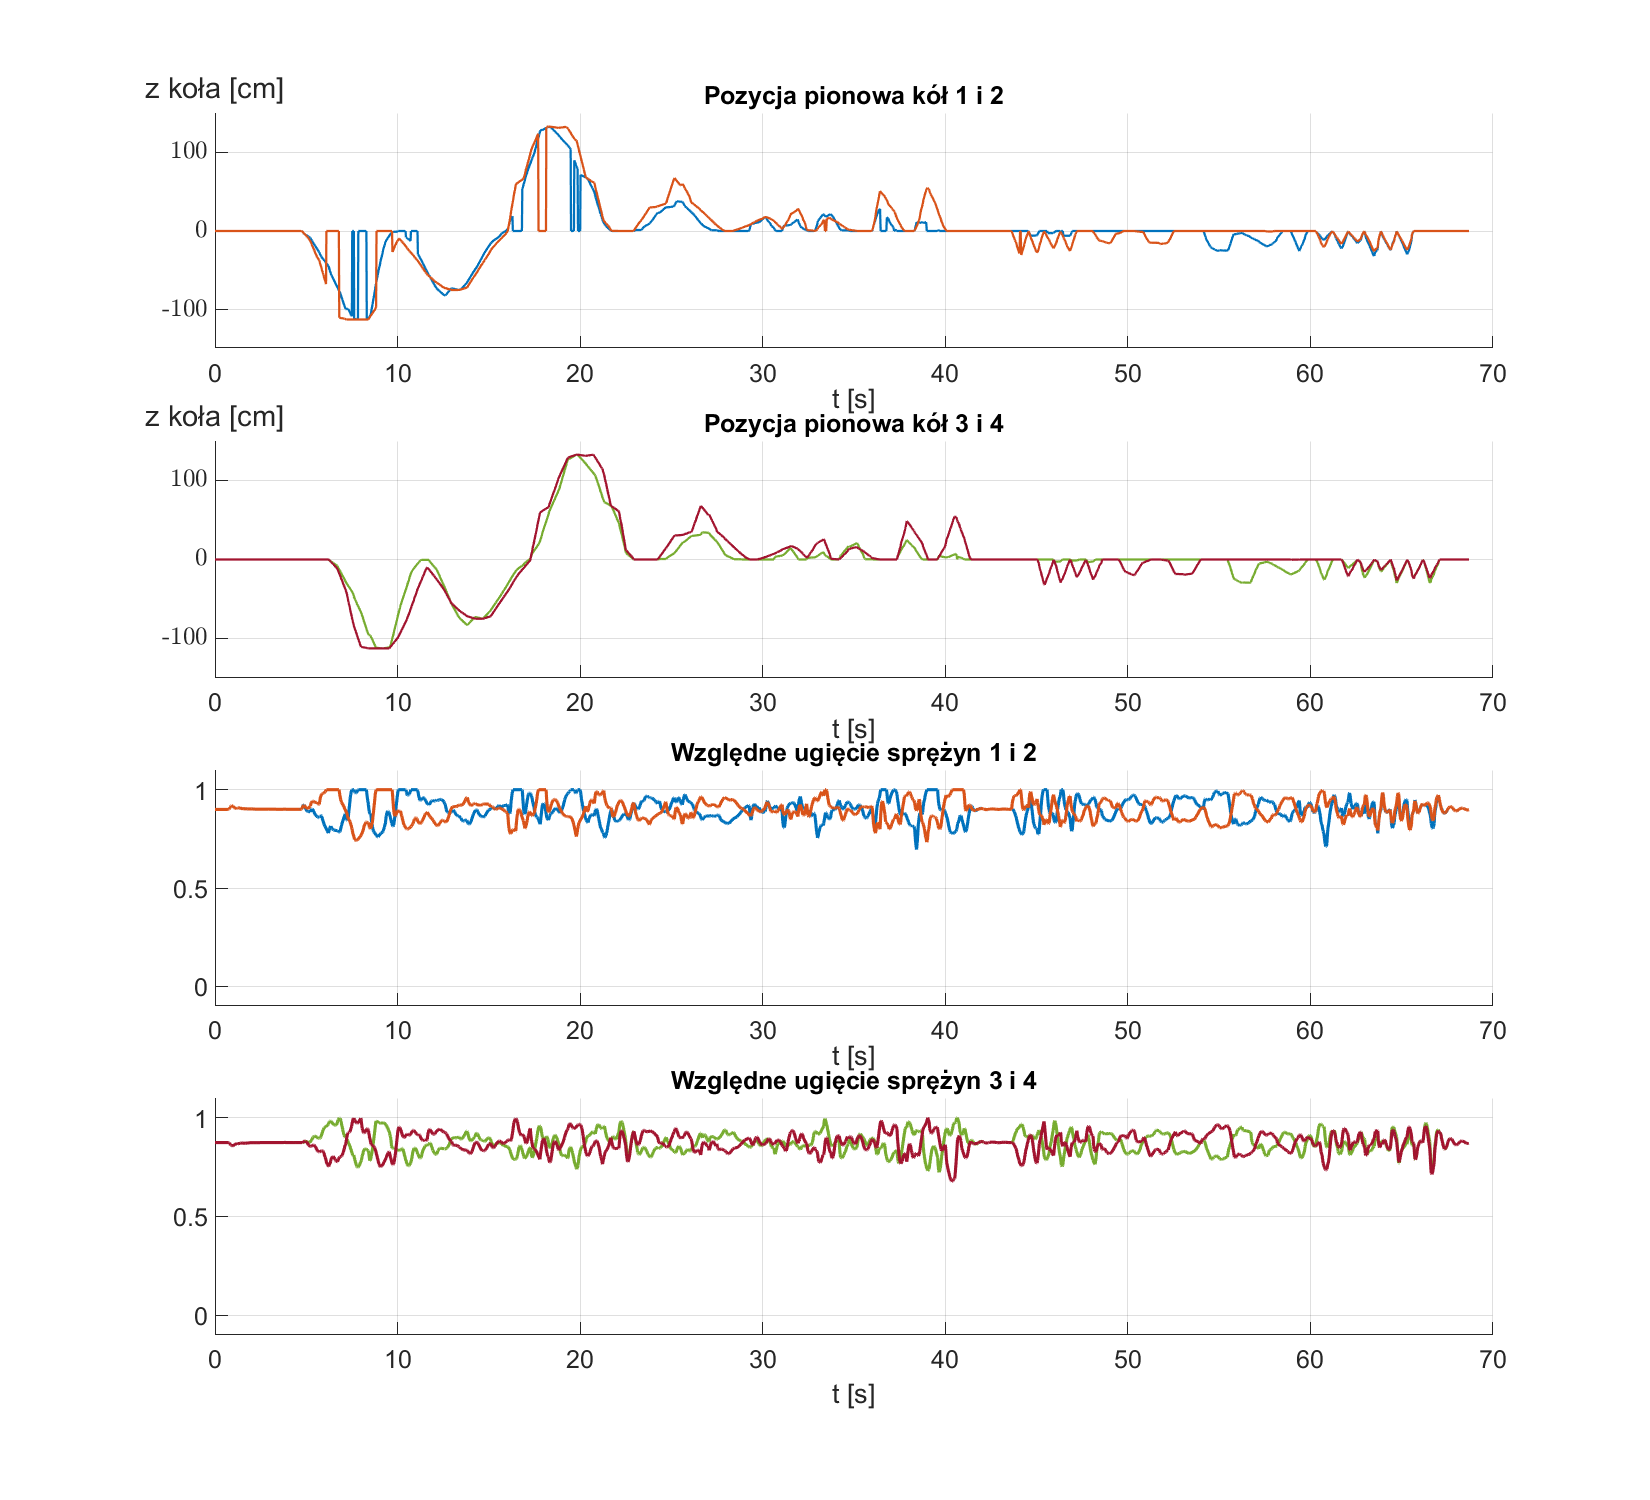 z koła [cm]
Pozycja pionowa kół 1 i 2
100
0
-100
0 10 20 30 40 50 60 70
t [s]
z koła [cm]
Pozycja pionowa kół 3 i 4
100
0
-100
0 10 20 30 40 50 60 70
t [s]
Względne ugięcie sprężyn 1 i 2
1
0.5
0
0 10 20 30 40 50 60 70
t [s]
Względne ugięcie sprężyn 3 i 4
1
0.5
0
0 10 20 30 40 50 60 70
t [s]